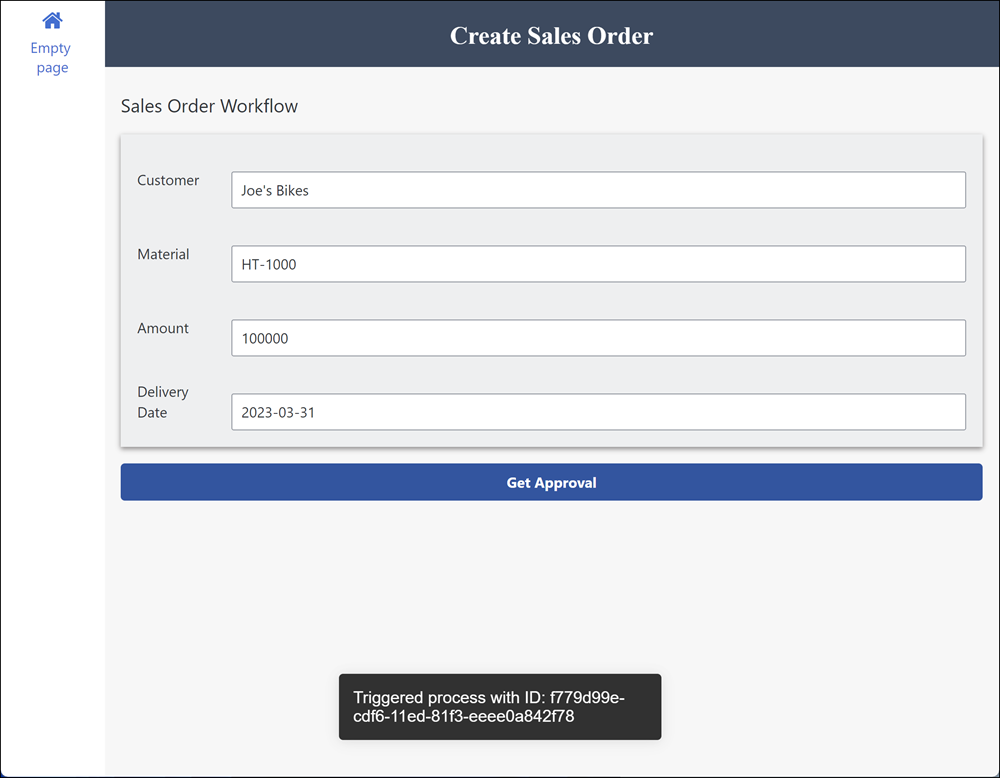 Empty
page
Create Sales Order
Sales Order Workflow
Customer
Joe's Bikes
Material
HT-1000
Amount
100000
Delivery
Date
2023-03-31
Get Approval
Triggered process with ID: f779d99e-
cdf6-11ed-81f3-eeee0a842f78